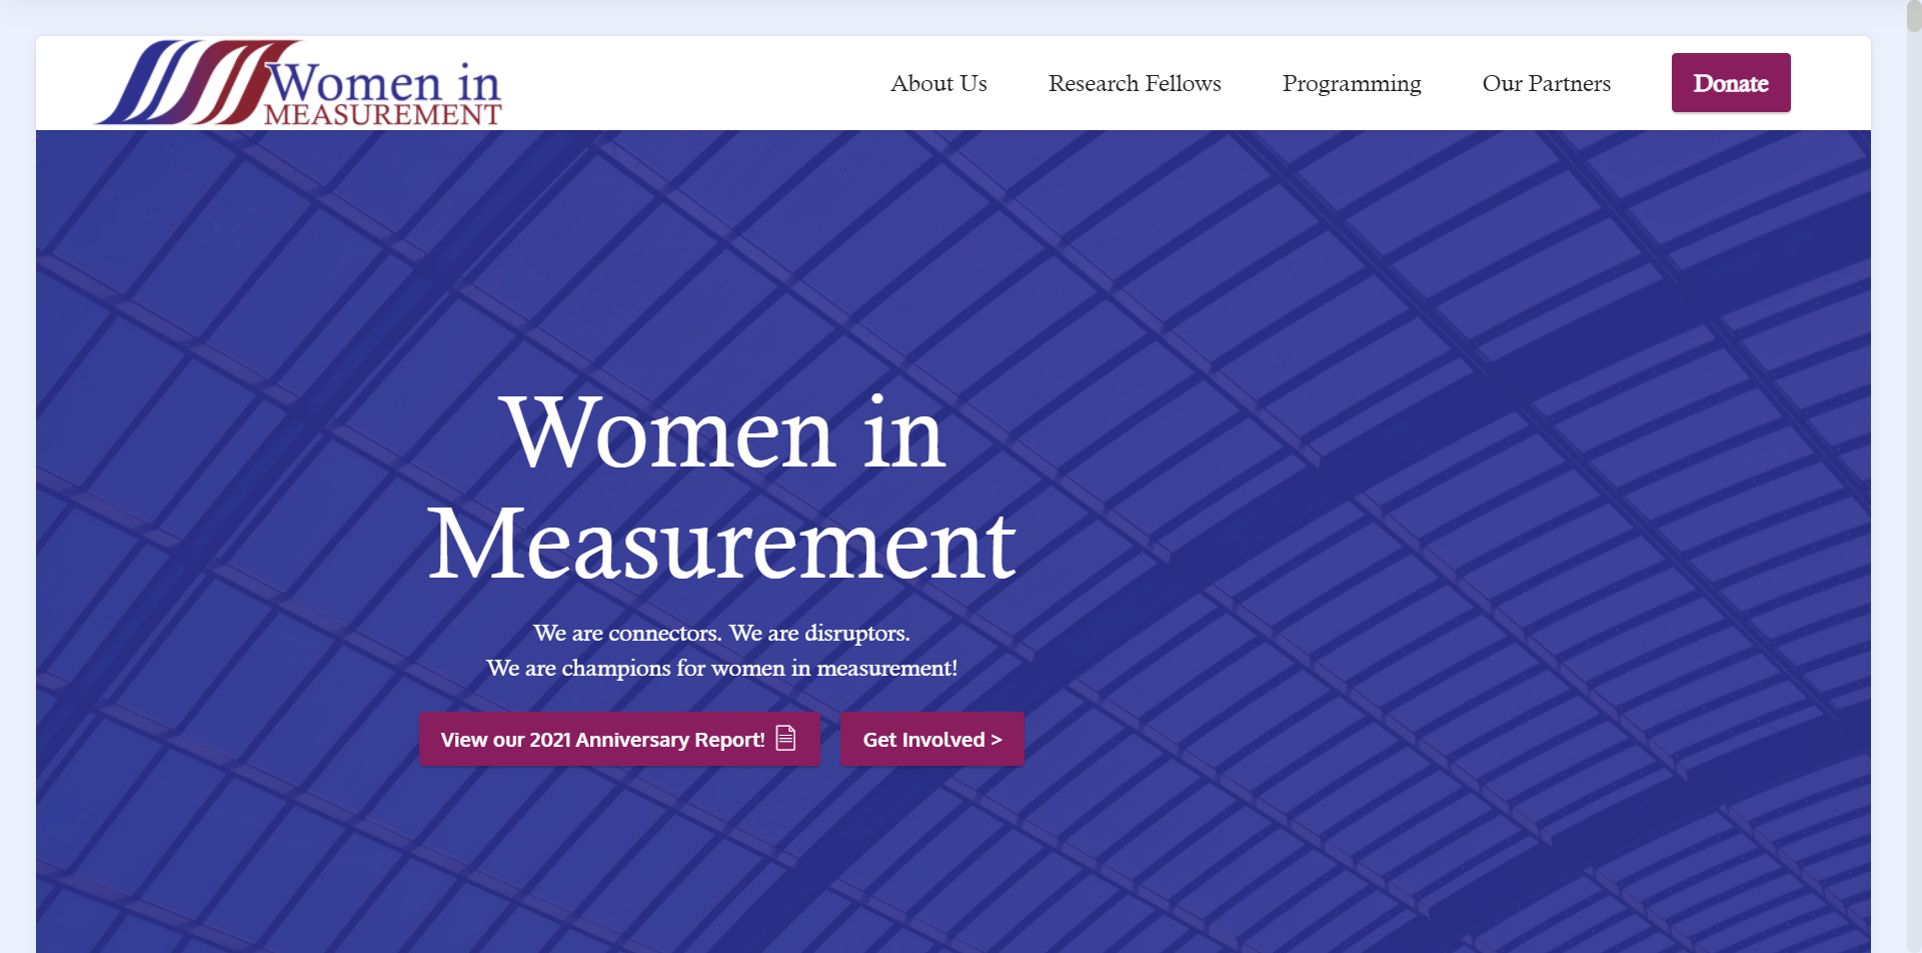 Women in
MEASUREMENT
About Us
Research Fellows
Programming
Our Partners
Donate
Women in
Measurement
We are connectors. We are disruptors.
We are champions for women in measurement!
View our 2021 Anniversary Report!
Get Involved >